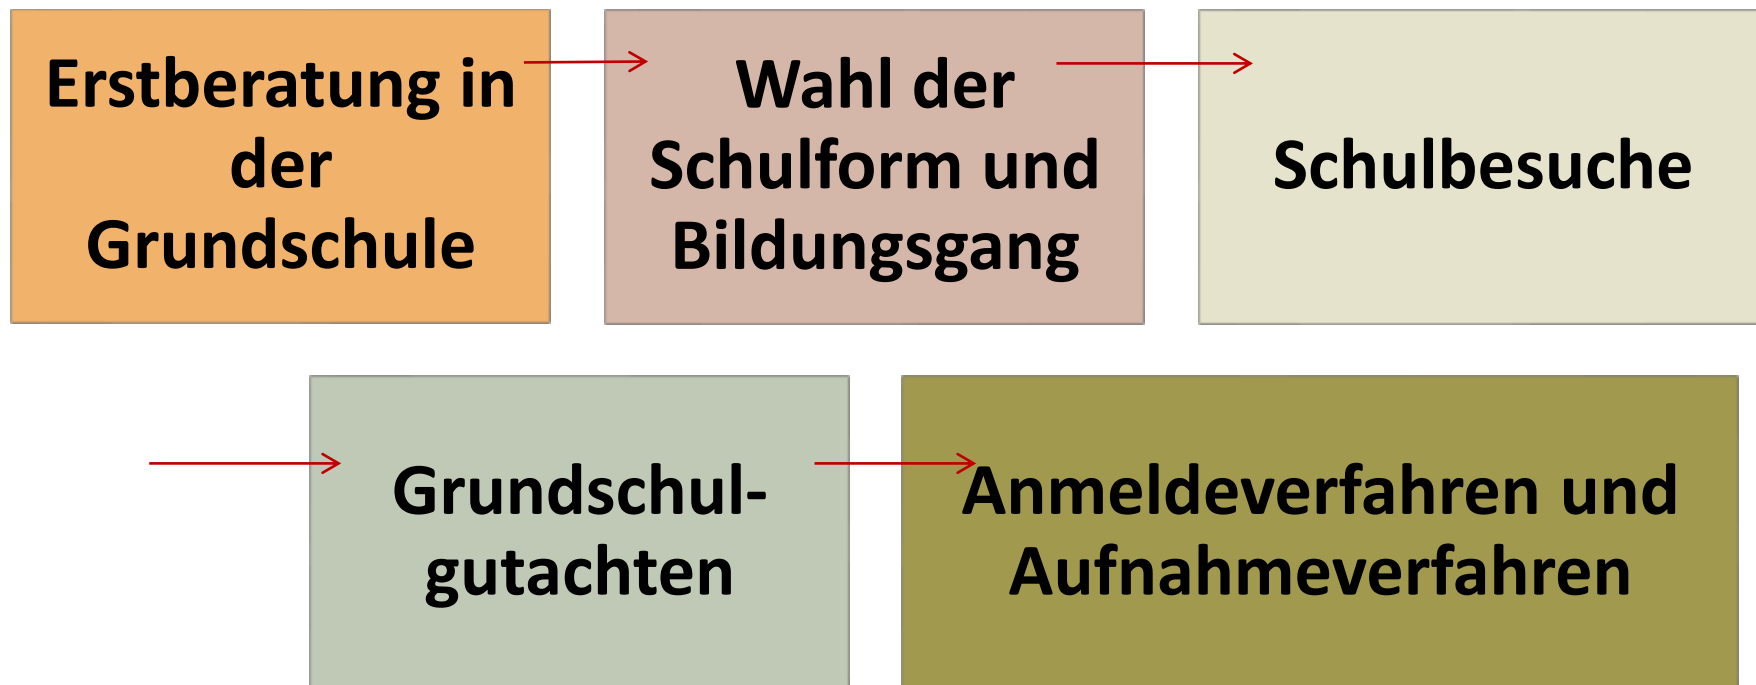 Erstberatung in
der
Grundschule
Wahl der
Schulform und
Bildungsgang
Schulbesuche
Grundschul-
gutachten
Anmeldeverfahren und
Aufnahmeverfahren